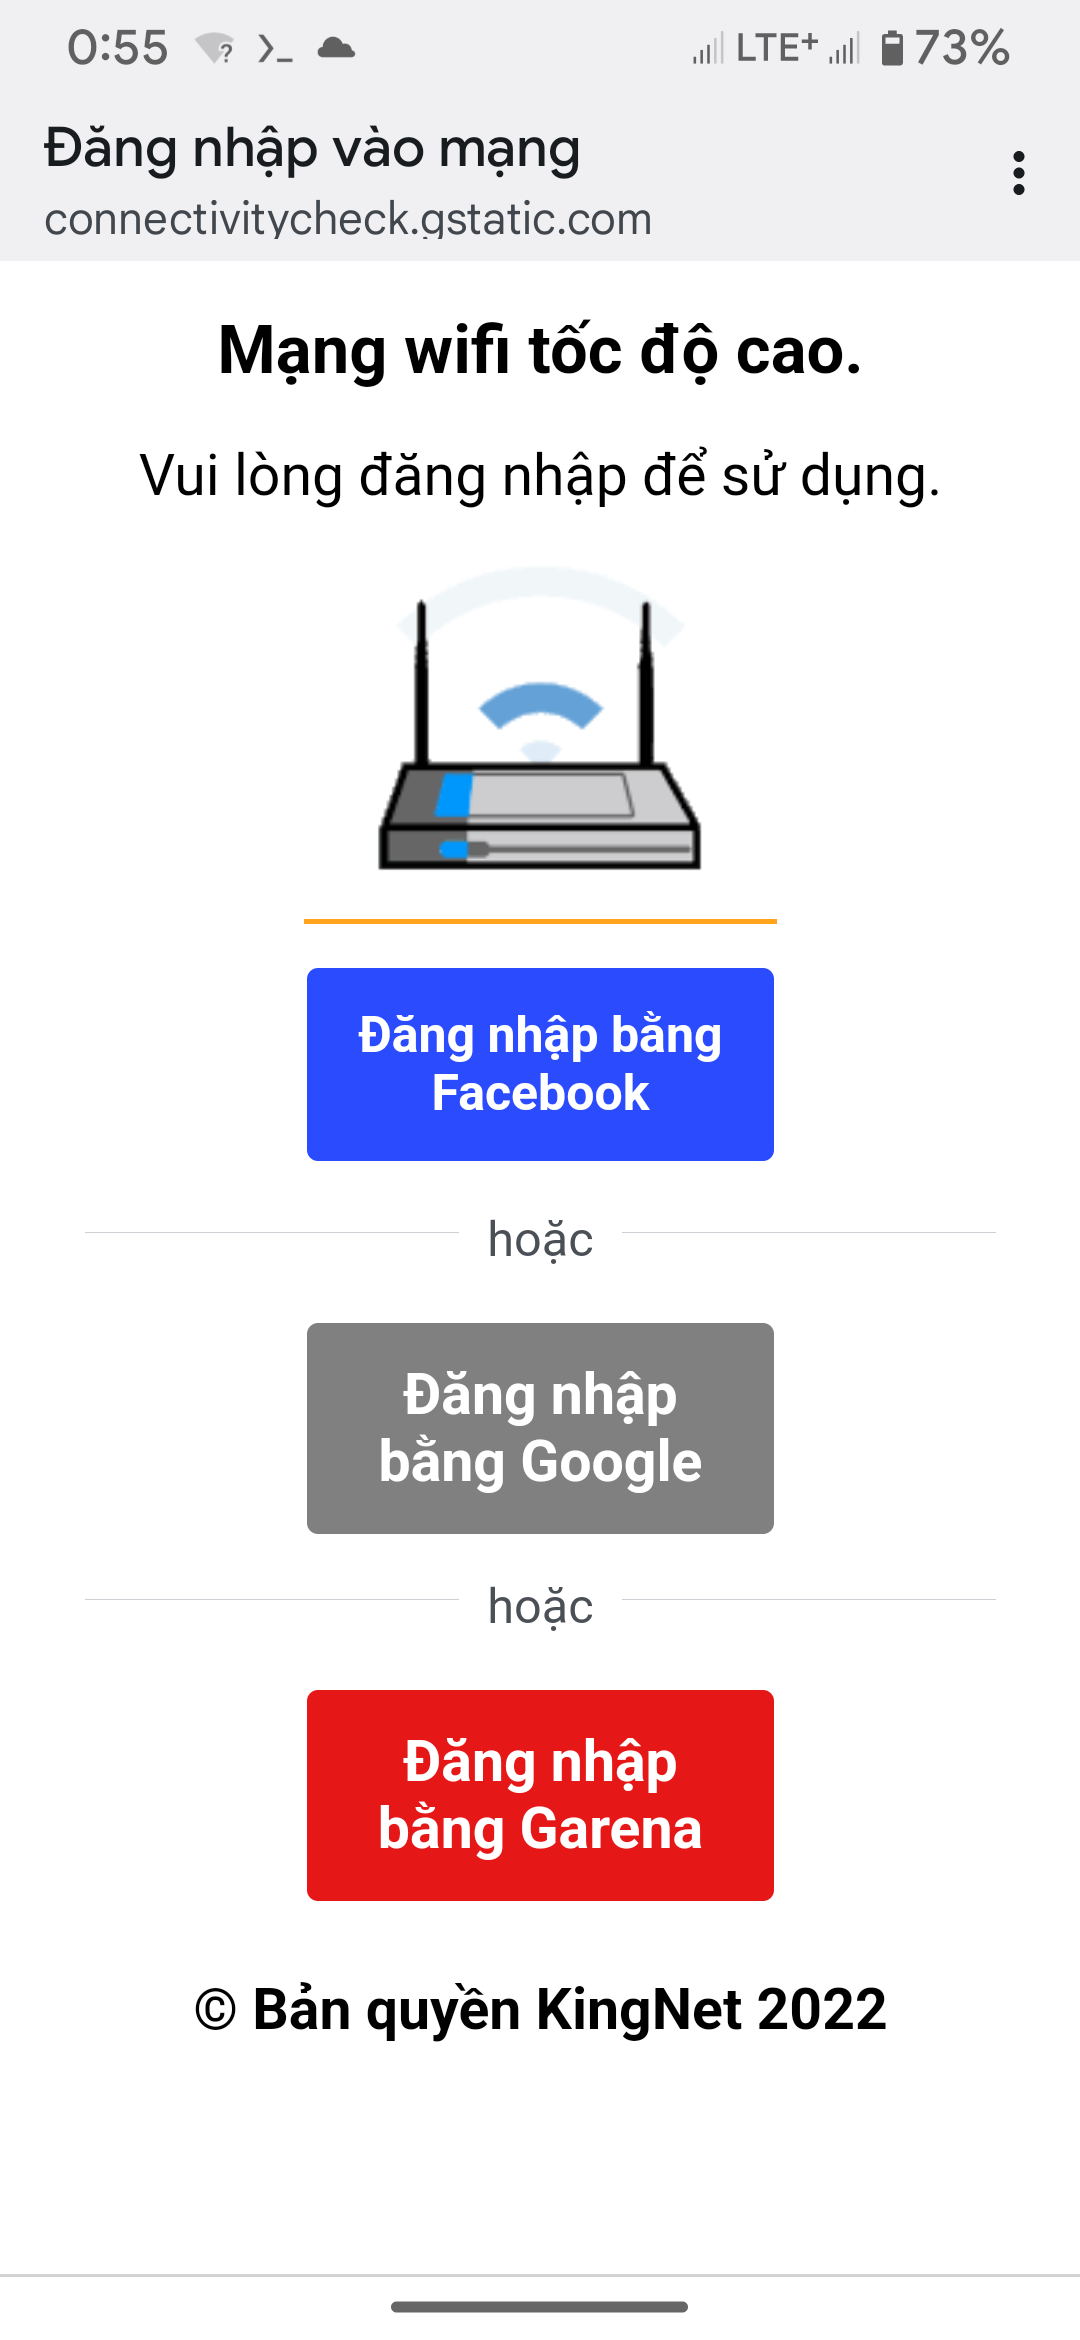 0:55 LTE+ 73%
Đăng nhập vào mạng
connectivitycheck.gstatic.com
Mạng wifi tốc độ cao.
Vui lòng đăng nhập để sử dụng.
Đăng nhập bằng
Facebook
hoặc
Đăng nhập
bằng Google
hoặc
Đăng nhập
bằng Garena
© Bản quyền KingNet 2022